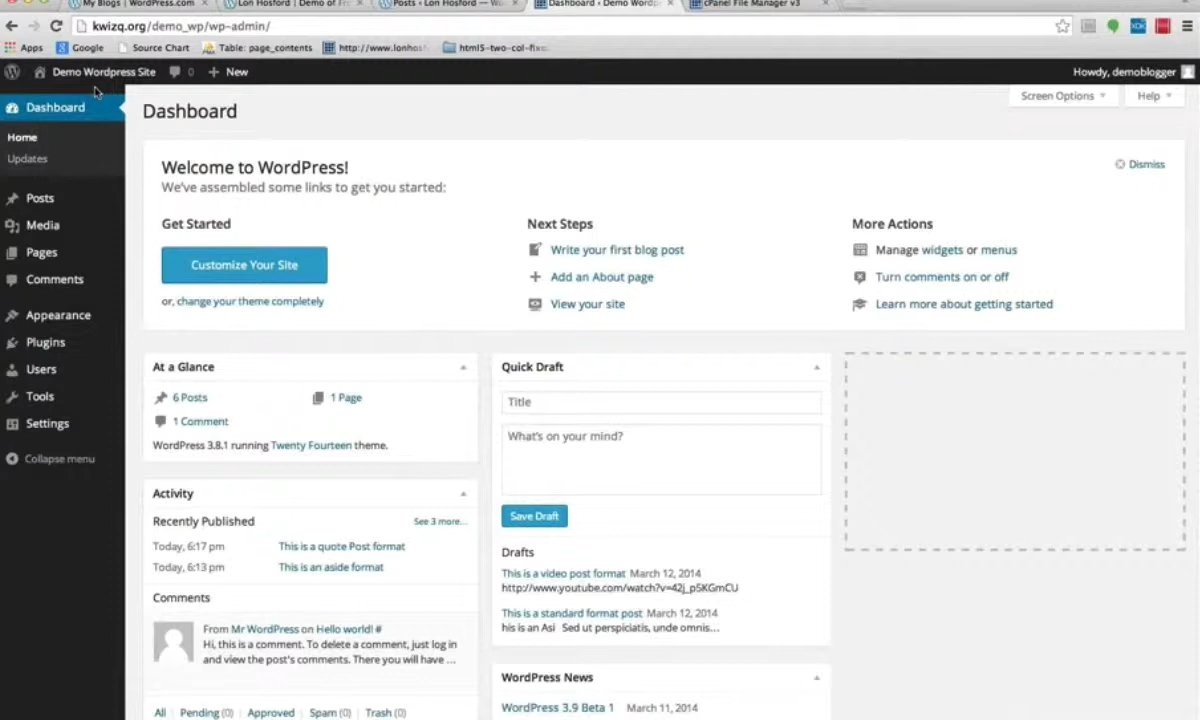 My Blogs | WordPress.com
Lon Hosford | Demo of Fr
Posts ‹ Lon Hosford — Wo
Dashboard ‹ Demo Wordpr
cPanel File Manager v3
kwizq.org/demo_wp/wp-admin/
Apps Google Source Chart Table: page_contents http://www.lonhos html5-two-col-fixe
Demo Wordpress Site 0 + New Howdy, demoblogger
Dashboard
Home
Updates
Posts
Media
Pages
Comments
Appearance
Plugins
Users
Tools
Settings
Collapse menu
Dashboard
Screen Options Help
Welcome to WordPress!
Dismiss
We've assembled some links to get you started:
Get Started
Customize Your Site
or, change your theme completely
Next Steps
Write your first blog post
Add an About page
View your site
More Actions
Manage widgets or menus
Turn comments on or off
Learn more about getting started
At a Glance
6 Posts 1 Page
1 Comment
WordPress 3.8.1 running Twenty Fourteen theme.
Activity
Recently Published See 3 more...
Today, 6:17 pm This is a quote Post format
Today, 6:13 pm This is an aside format
Comments
From Mr WordPress on Hello world! #
Hi, this is a comment. To delete a comment, just log in
and view the post's comments. There you will have ...
All | Pending (0) | Approved | Spam (0) | Trash (0)
Quick Draft
Title
What's on your mind?
Save Draft
Drafts
This is a video post format March 12, 2014
http://www.youtube.com/watch?v=42j_p5KGmCU
This is a standard format post March 12, 2014
his is an Asi Sed ut perspiciatis, unde omnis...
WordPress News
WordPress 3.9 Beta 1 March 11, 2014